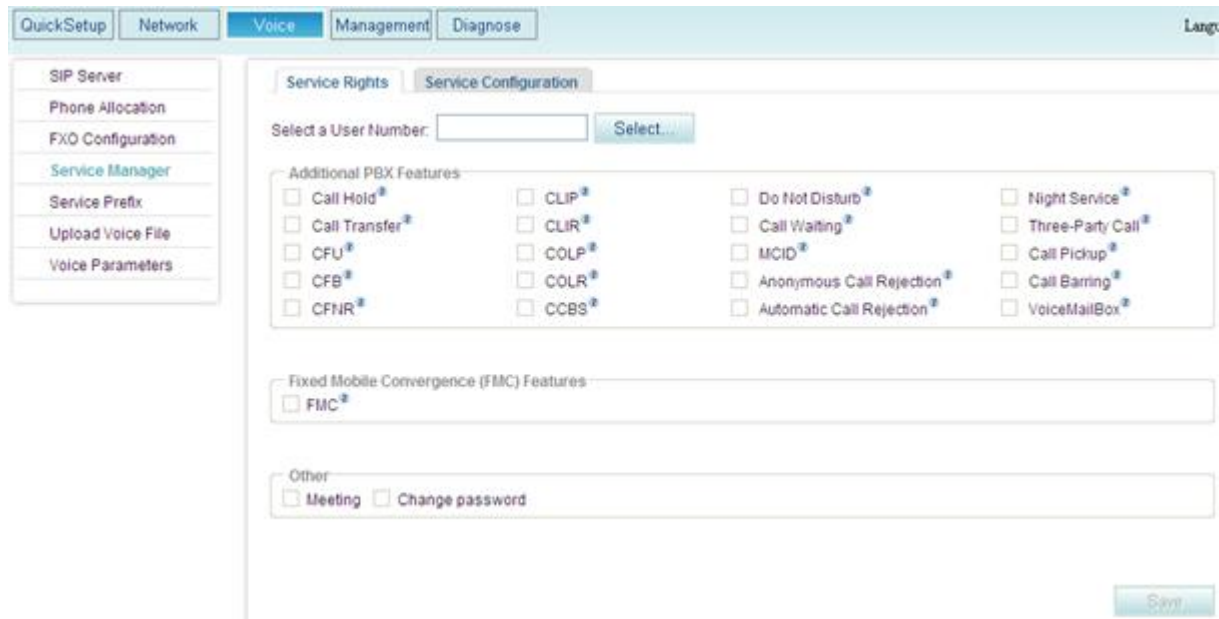 QuickSetup Network Voice Management Diagnose
SIP Server
Phone Allocation
FXO Configuration
Service Manager
Service Prefix
Upload Voice File
Voice Parameters
Service Rights Service Configuration
Select a User Number: Select...
Additional PBX Features
Call Hold CLIP Do Not Disturb Night Service
Call Transfer CLIR Call Waiting Three-Party Call
CFU COLP MCID Call Pickup
CFB COLR Anonymous Call Rejection Call Barring
CFNR CCBS Automatic Call Rejection VoiceMailBox
Fixed Mobile Convergence (FMC) Features
FMC
Other
Meeting Change password
Save